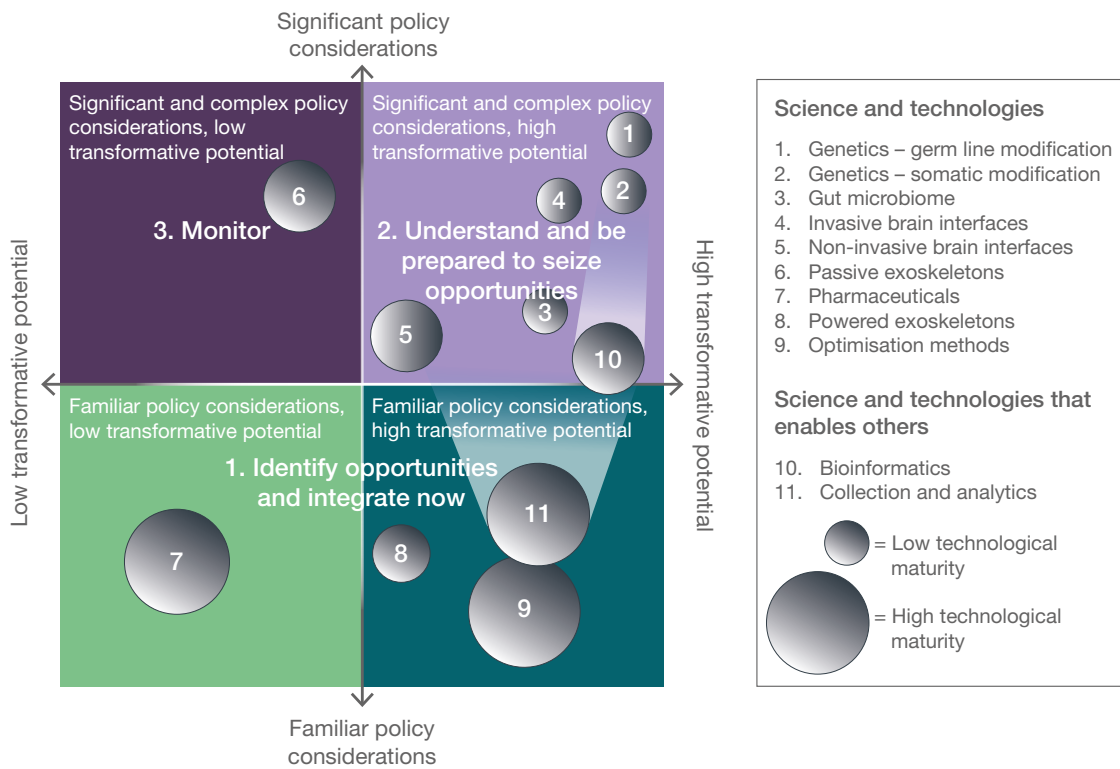 Significant policy
considerations
Significant and complex policy
considerations, low
transformative potential
Significant and complex policy
considerations, high
transformative potential
1
2
4
6
3. Monitor
2. Understand and be
prepared to seize
opportunities
3
5
10
Low transformative potential
High transformative potential
Familiar policy considerations,
low transformative potential
Familiar policy considerations,
high transformative potential
1. Identify opportunities
and integrate now
11
7
8
9
Familiar policy
considerations
Science and technologies
1. Genetics – germ line modification
2. Genetics – somatic modification
3. Gut microbiome
4. Invasive brain interfaces
5. Non-invasive brain interfaces
6. Passive exoskeletons
7. Pharmaceuticals
8. Powered exoskeletons
9. Optimisation methods
Science and technologies that
enables others
10. Bioinformatics
11. Collection and analytics
= Low technological
maturity
= High technological
maturity